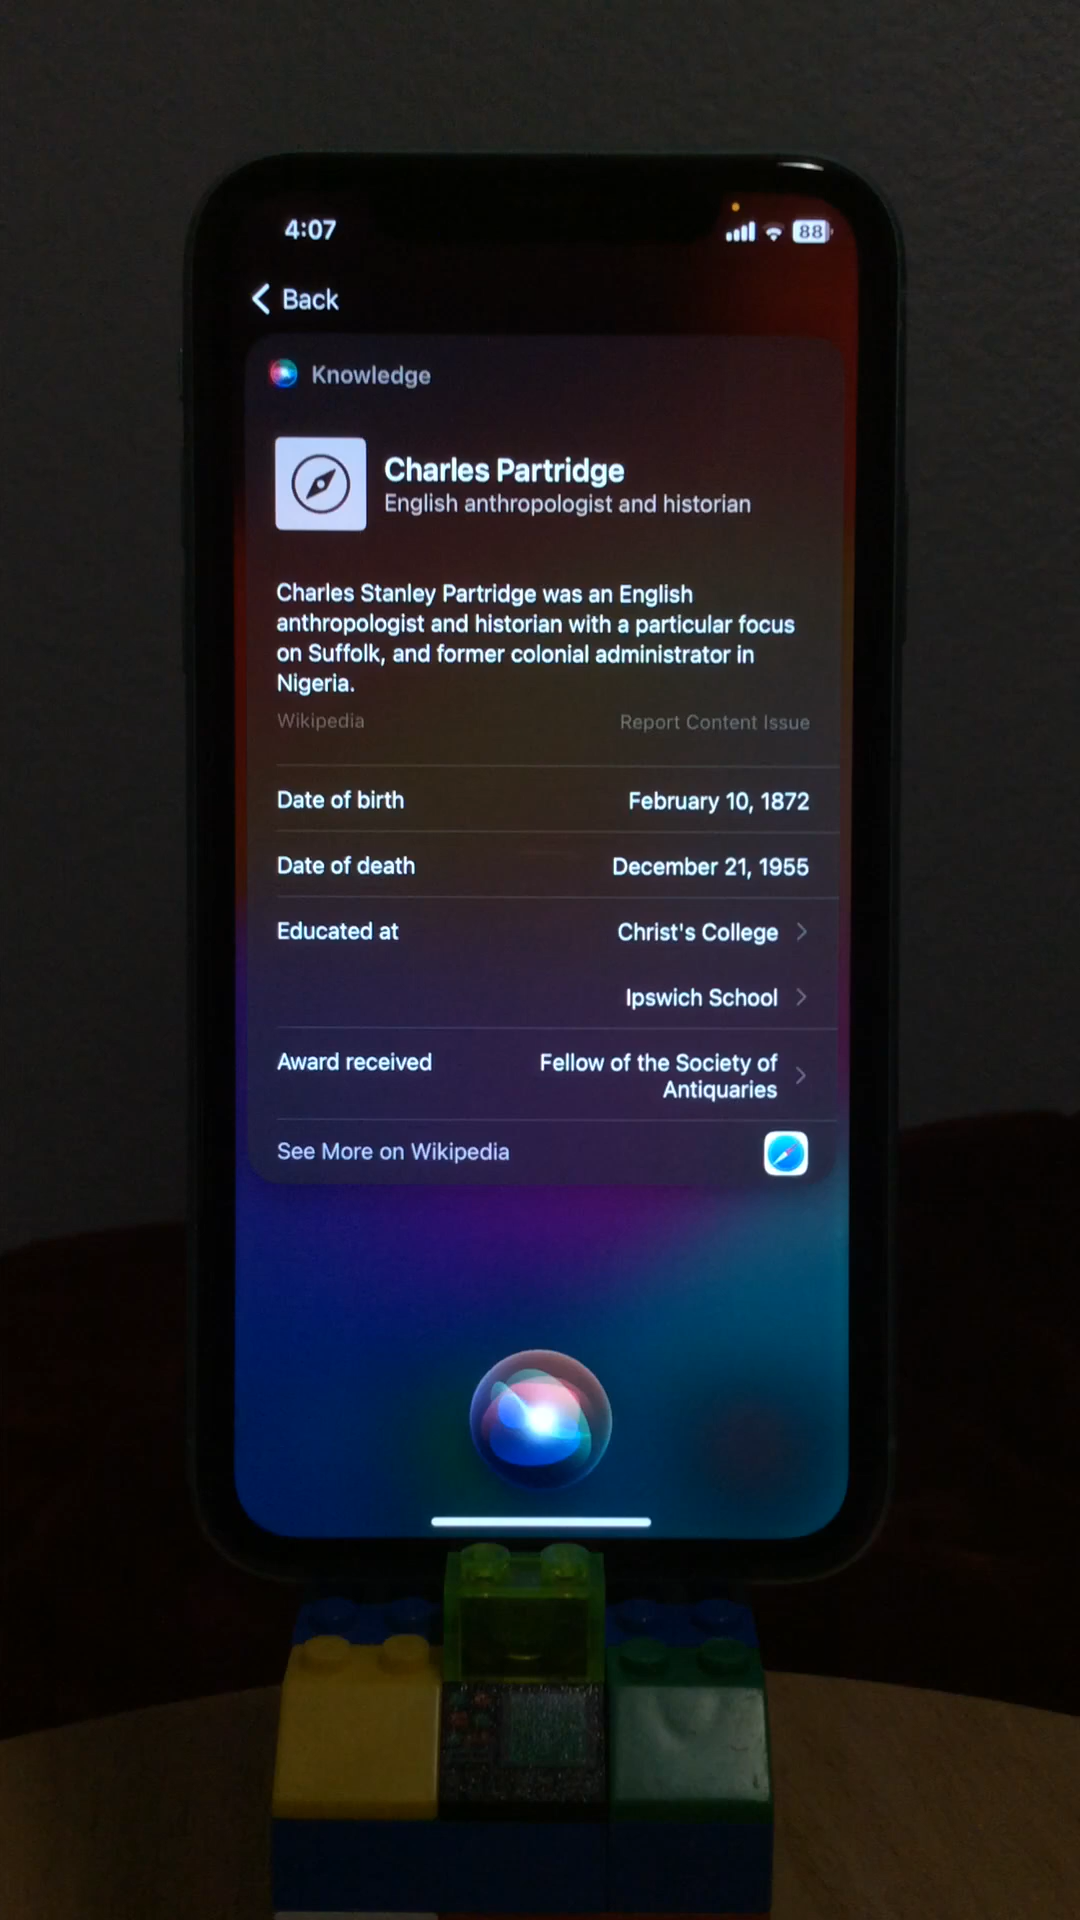 4:07
88
Back
Knowledge
Charles Partridge
English anthropologist and historian
Charles Stanley Partridge was an English
anthropologist and historian with a particular focus
on Suffolk, and former colonial administrator in
Nigeria.
Wikipedia Report Content Issue
Date of birth February 10, 1872
Date of death December 21, 1955
Educated at Christ's College
Ipswich School
Award received Fellow of the Society of
Antiquaries
See More on Wikipedia